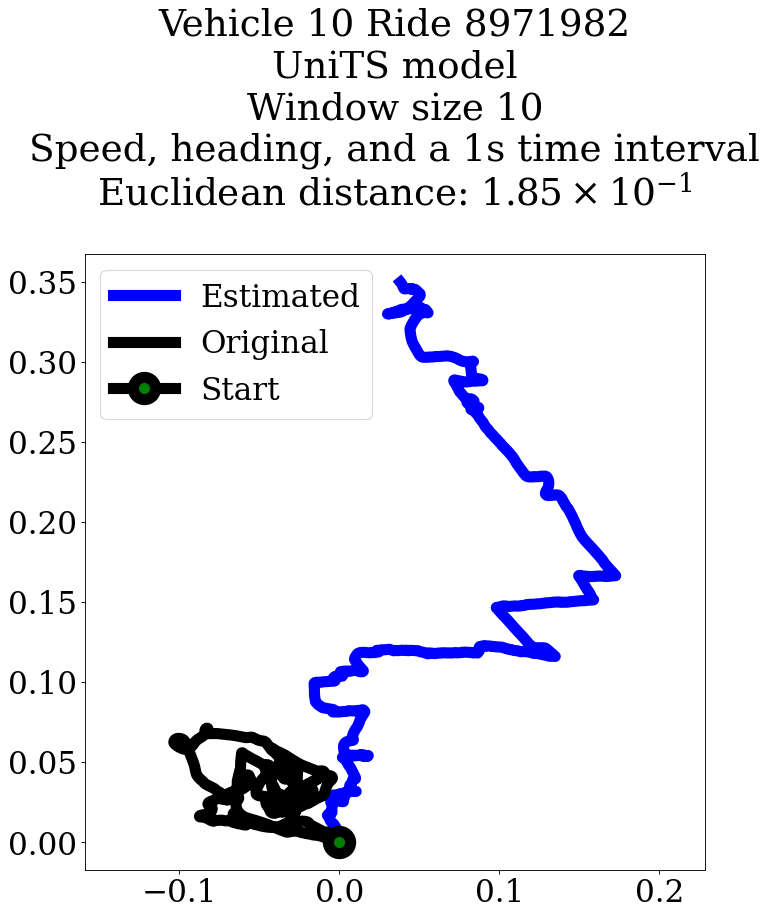 Vehicle 10 Ride 8971982
UniTS model
Window size 10
Speed, heading, and a 1s time interval
Euclidean distance: 1.85 × 10⁻¹
Estimated
Original
Start
0.35
0.30
0.25
0.20
0.15
0.10
0.05
0.00
−0.1 0.0 0.1 0.2